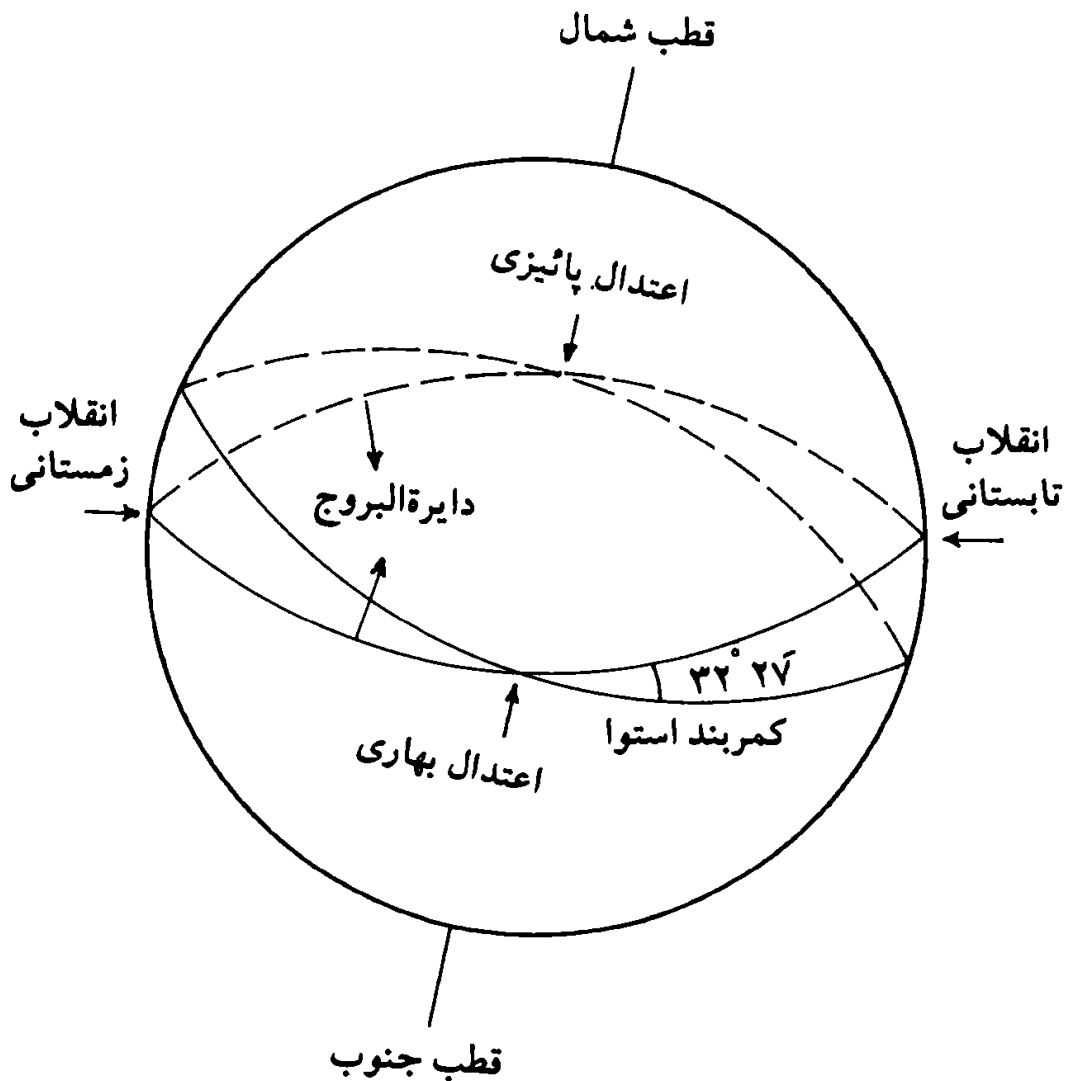 قطب شمال
اعتدال پائیزی
انقلاب
زمستانی
انقلاب
تابستانی
دایرةالبروج
۳۲° ۲۷′
کمربند استوا
اعتدال بهاری
قطب جنوب